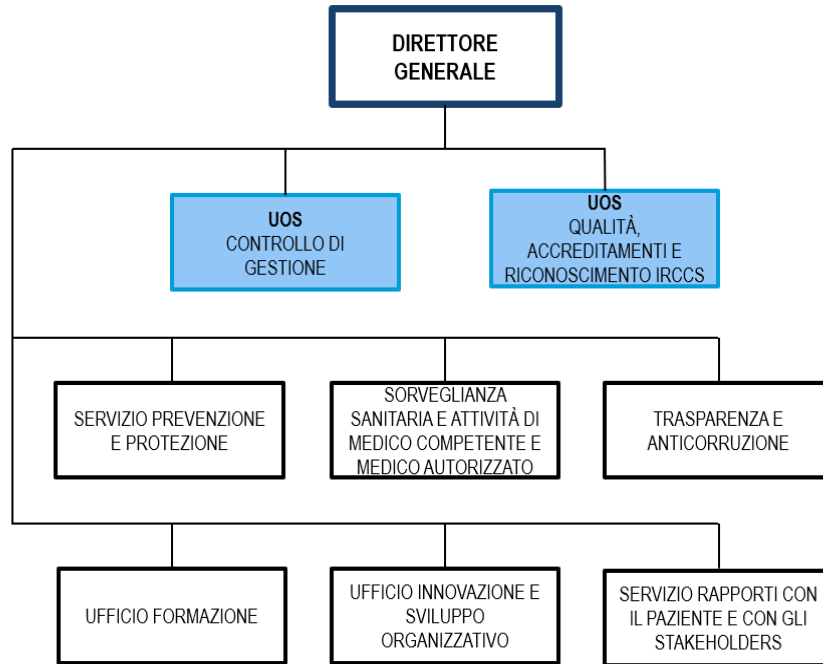 DIRETTORE
GENERALE
UOS
CONTROLLO DI
GESTIONE
UOS
QUALITÀ,
ACCREDITAMENTI E
RICONOSCIMENTO IRCCS
SERVIZIO PREVENZIONE
E PROTEZIONE
SORVEGLIANZA
SANITARIA E ATTIVITÀ DI
MEDICO COMPETENTE E
MEDICO AUTORIZZATO
TRASPARENZA E
ANTICORRUZIONE
UFFICIO FORMAZIONE
UFFICIO INNOVAZIONE E
SVILUPPO
ORGANIZZATIVO
SERVIZIO RAPPORTI CON
IL PAZIENTE E CON GLI
STAKEHOLDERS